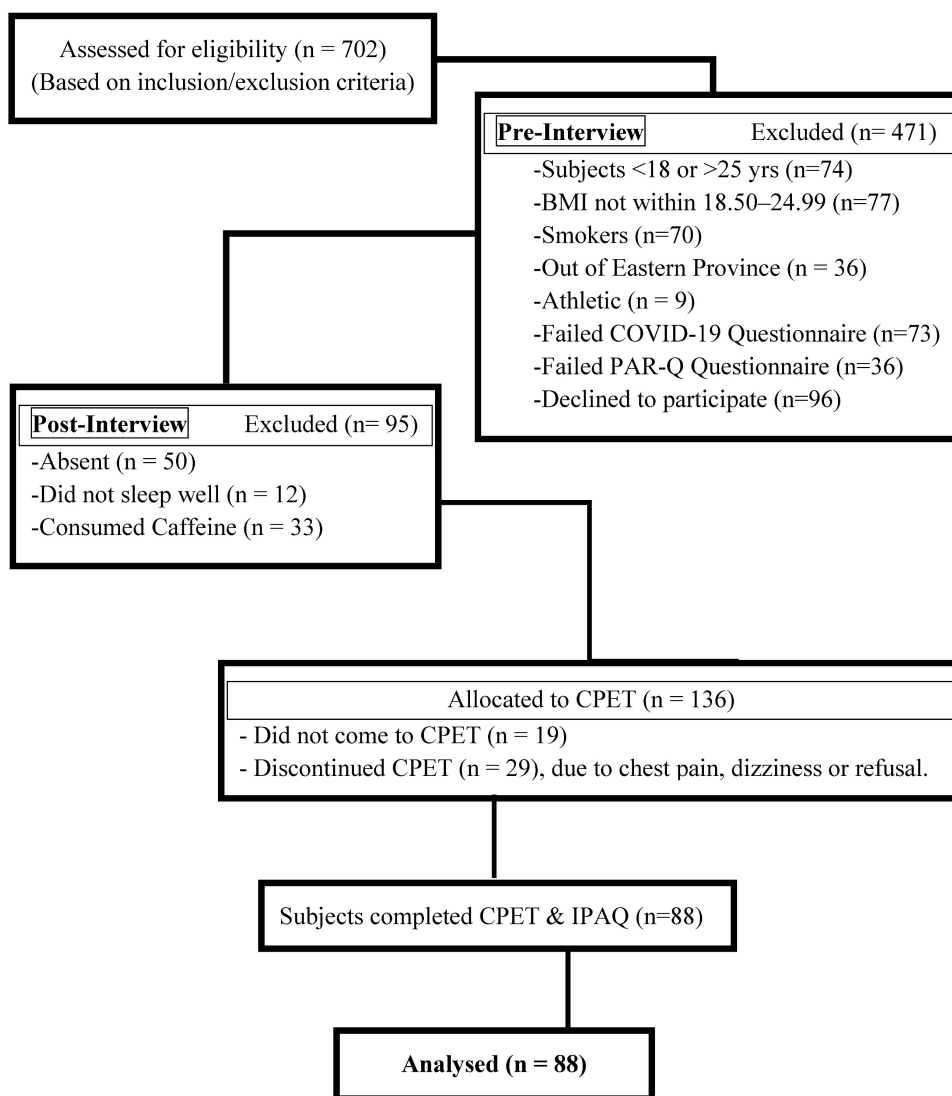 Assessed for eligibility (n = 702)
(Based on inclusion/exclusion criteria)
Pre-Interview Excluded (n= 471)
-Subjects <18 or >25 yrs (n=74)
-BMI not within 18.50–24.99 (n=77)
-Smokers (n=70)
-Out of Eastern Province (n = 36)
-Athletic (n = 9)
-Failed COVID-19 Questionnaire (n=73)
-Failed PAR-Q Questionnaire (n=36)
-Declined to participate (n=96)
Post-Interview Excluded (n= 95)
-Absent (n = 50)
-Did not sleep well (n = 12)
-Consumed Caffeine (n = 33)
Allocated to CPET (n = 136)
- Did not come to CPET (n = 19)
- Discontinued CPET (n = 29), due to chest pain, dizziness or refusal.
Subjects completed CPET & IPAQ (n=88)
Analysed (n = 88)